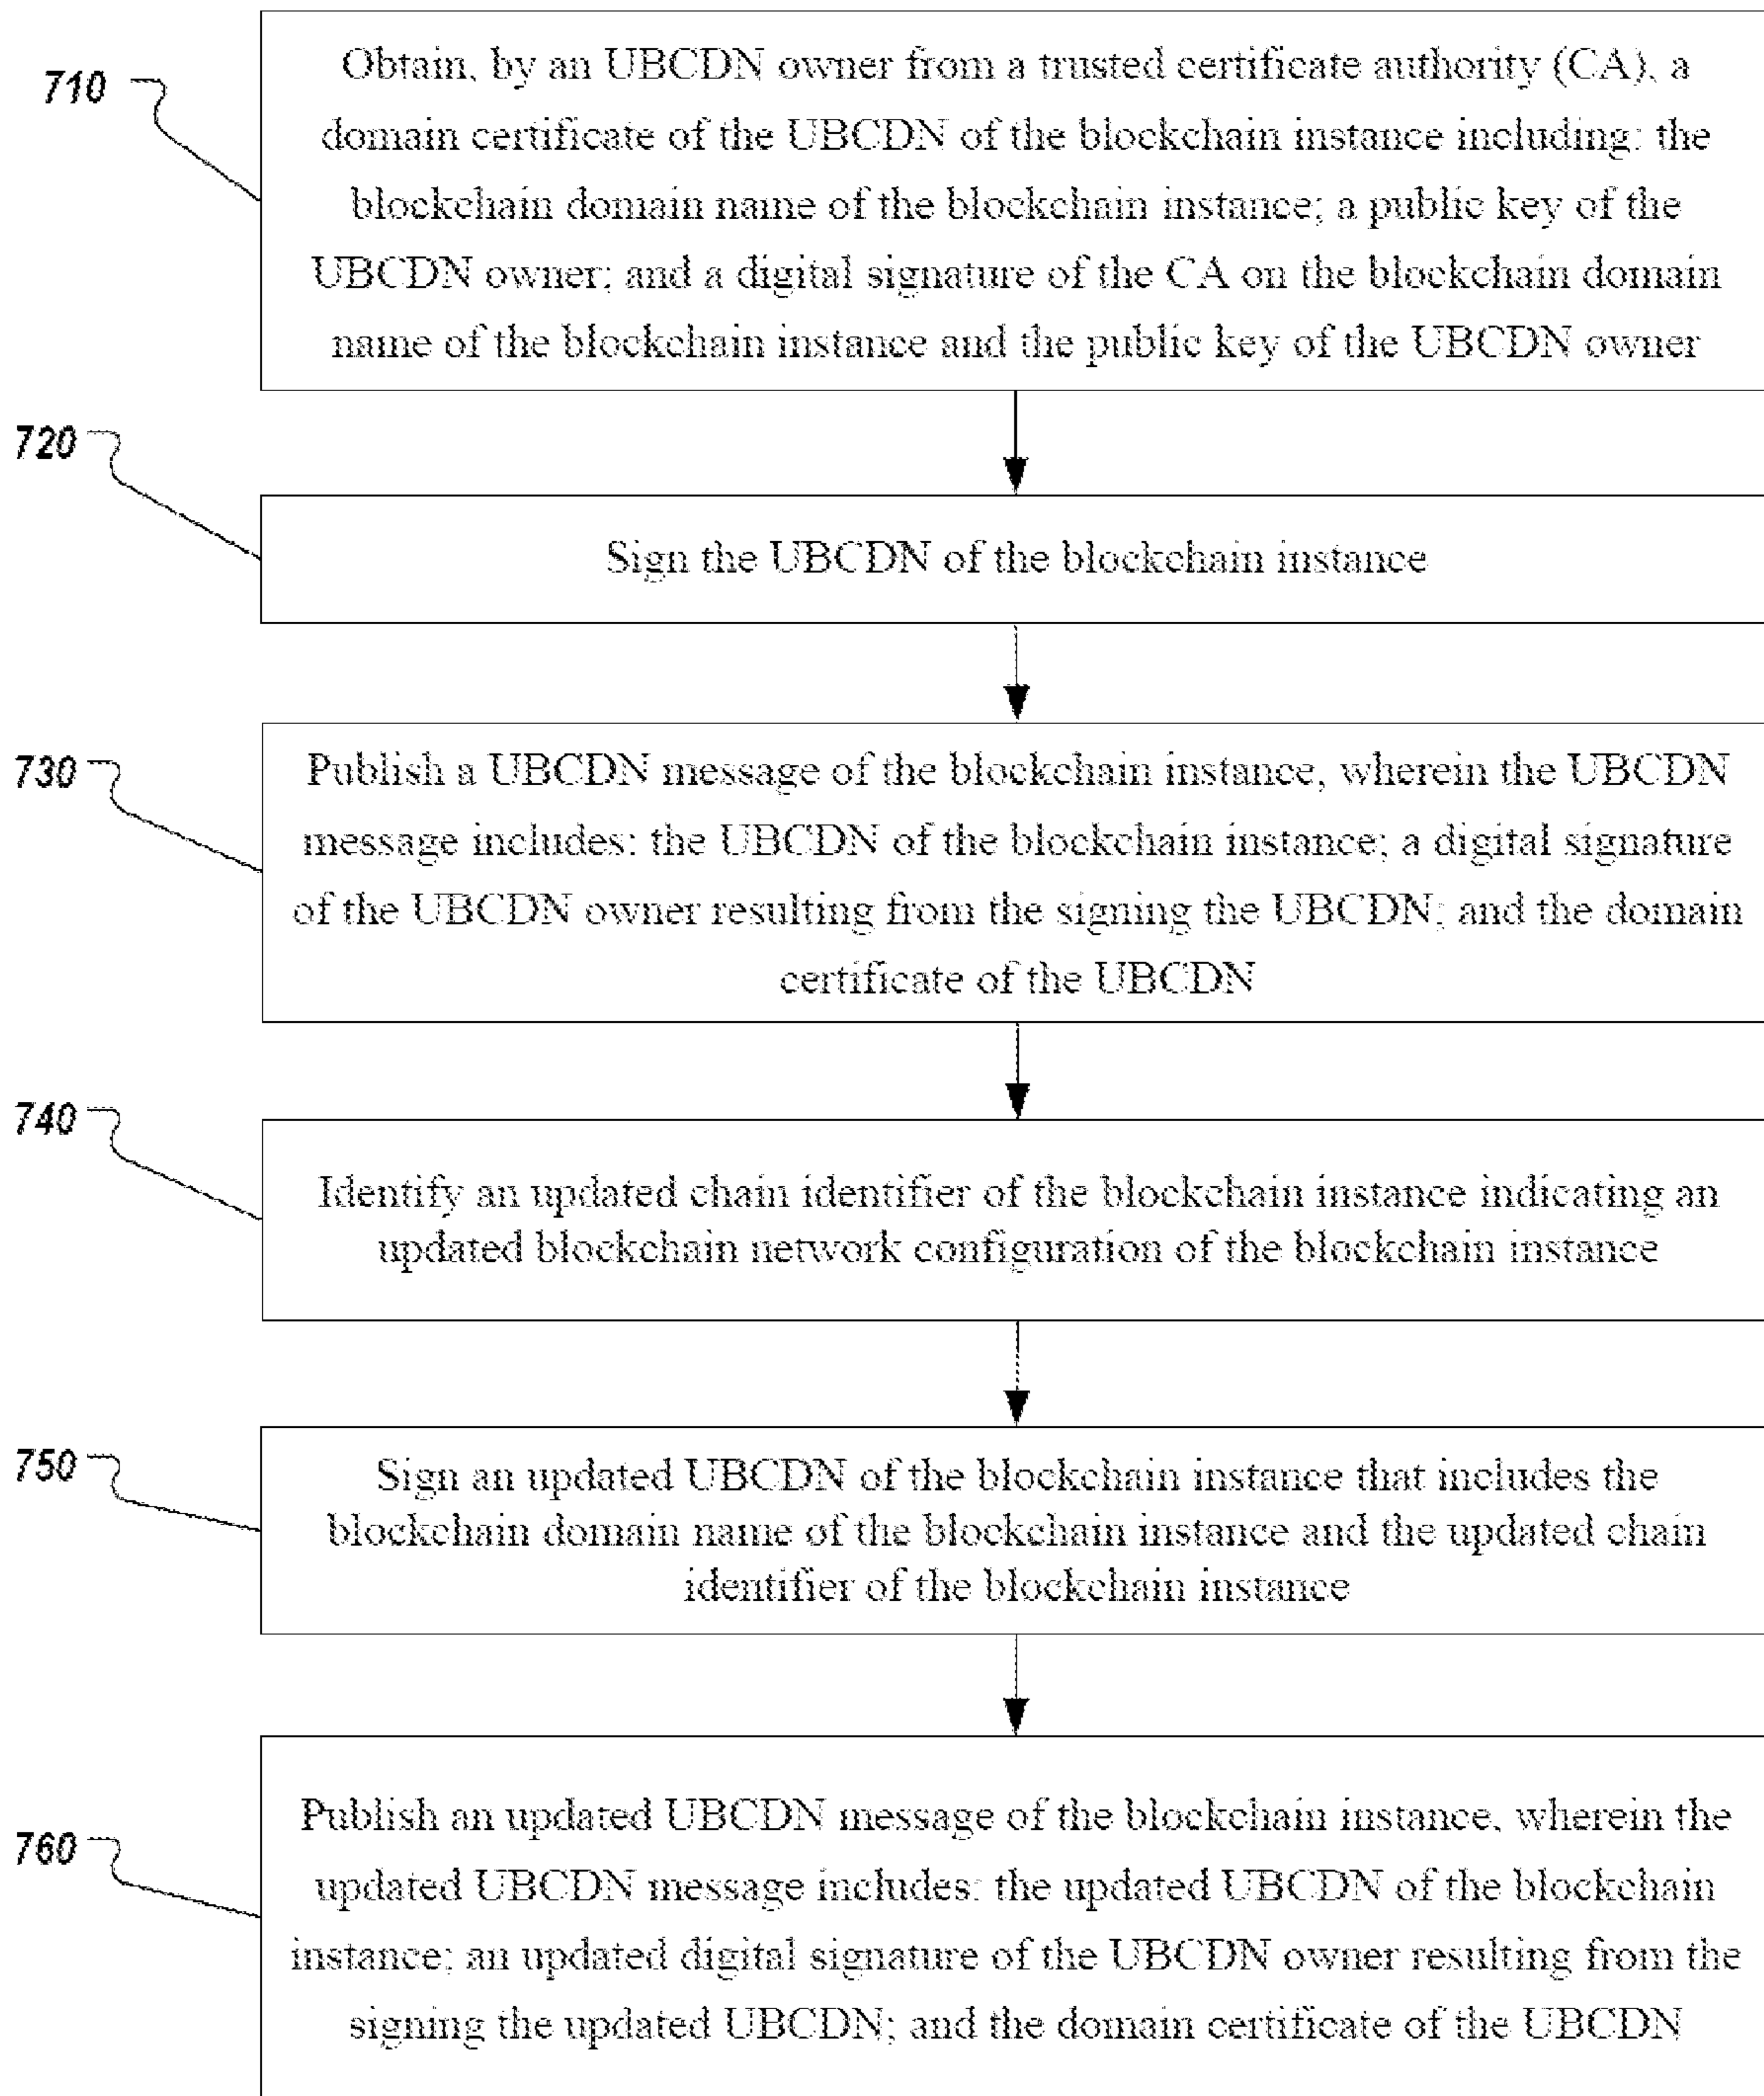 710
Obtain, by an UBCDN owner from a trusted certificate authority (CA), a
domain certificate of the UBCDN of the blockchain instance including: the
blockchain domain name of the blockchain instance; a public key of the
UBCDN owner; and a digital signature of the CA on the blockchain domain
name of the blockchain instance and the public key of the UBCDN owner
720
Sign the UBCDN of the blockchain instance
730
Publish a UBCDN message of the blockchain instance, wherein the UBCDN
message includes: the UBCDN of the blockchain instance; a digital signature
of the UBCDN owner resulting from the signing the UBCDN; and the domain
certificate of the UBCDN
740
Identify an updated chain identifier of the blockchain instance indicating an
updated blockchain network configuration of the blockchain instance
750
Sign an updated UBCDN of the blockchain instance that includes the
blockchain domain name of the blockchain instance and the updated chain
identifier of the blockchain instance
760
Publish an updated UBCDN message of the blockchain instance, wherein the
updated UBCDN message includes: the updated UBCDN of the blockchain
instance; an updated digital signature of the UBCDN owner resulting from the
signing the updated UBCDN; and the domain certificate of the UBCDN